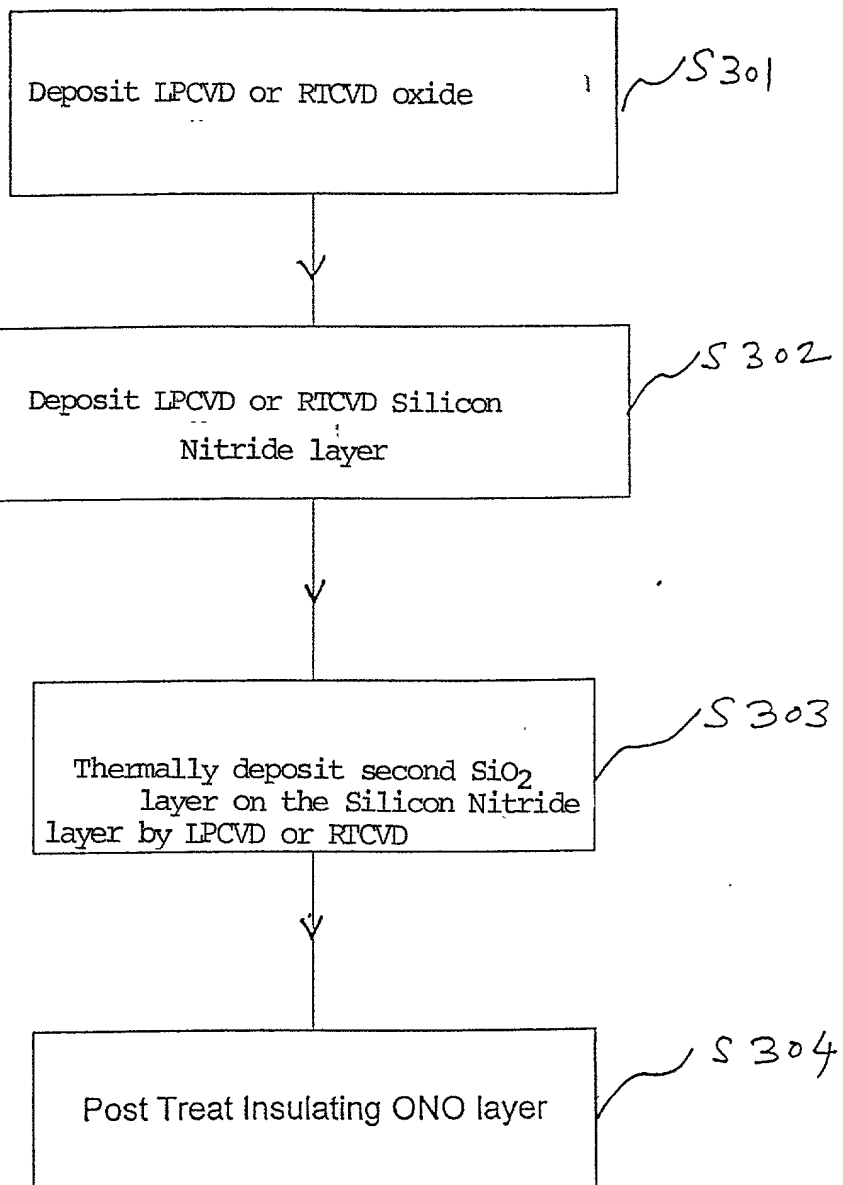 Deposit LPCVD or RTCVD oxide
S301
Deposit LPCVD or RTCVD Silicon
Nitride layer
S302
Thermally deposit second SiO2
layer on the Silicon Nitride
layer by LPCVD or RTCVD
S303
Post Treat Insulating ONO layer
S304